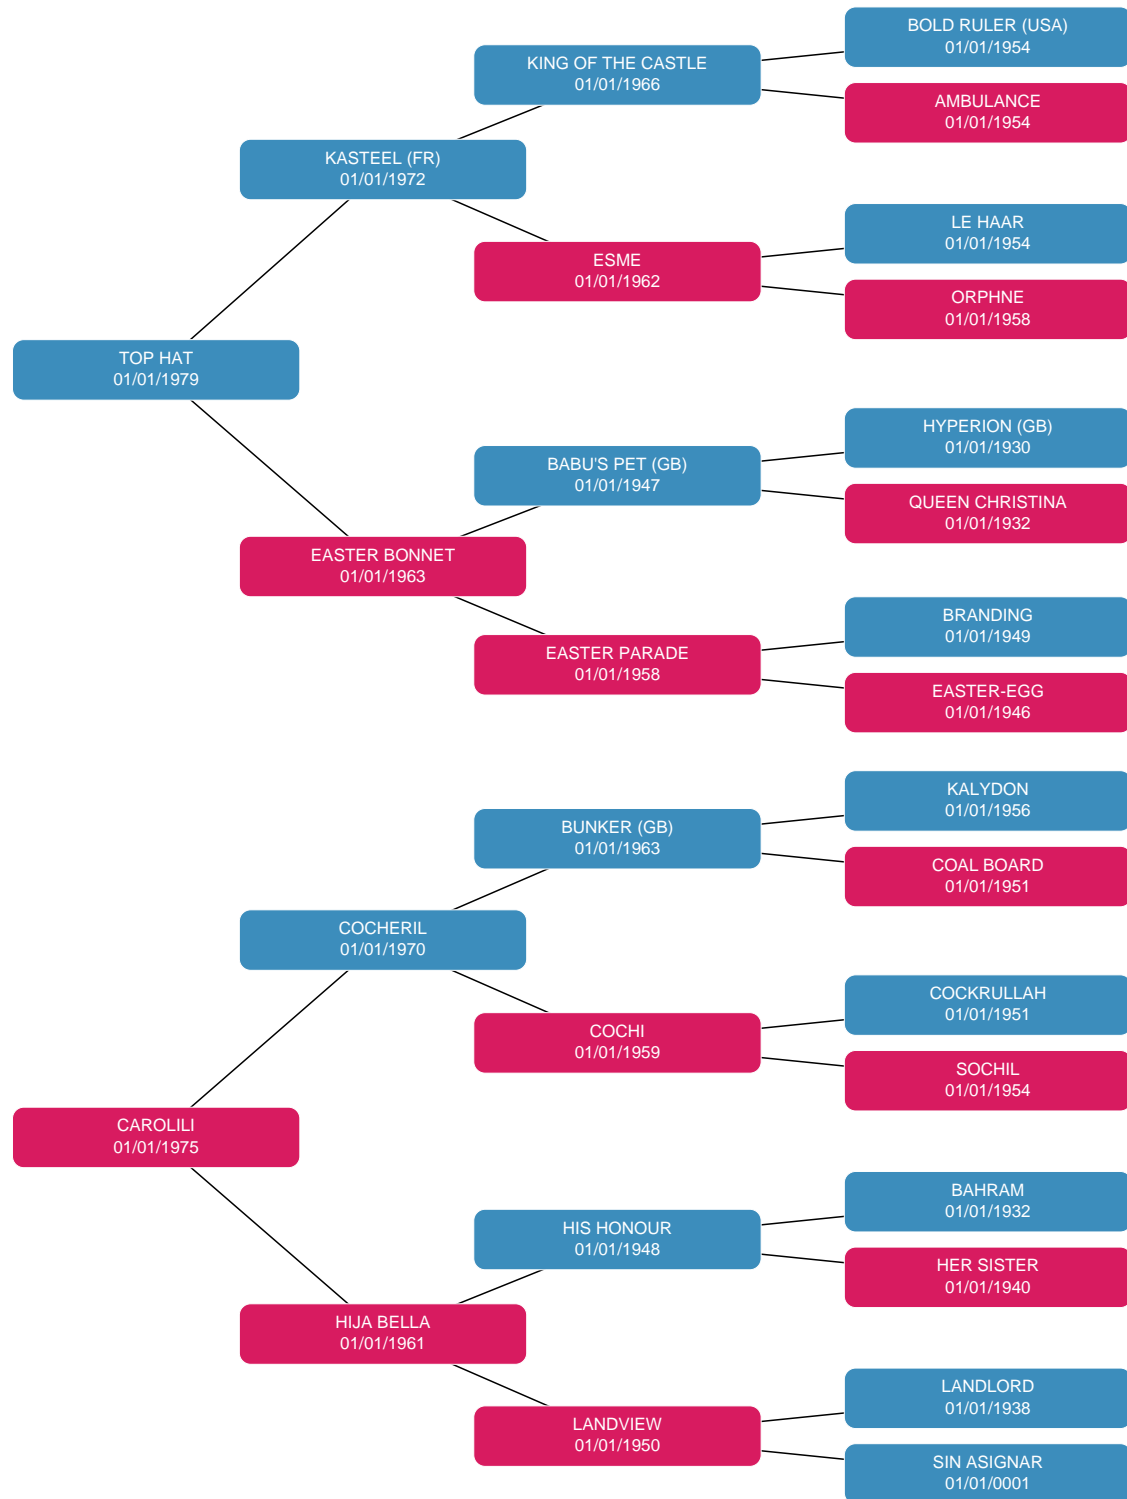 BOLD RULER (USA)
01/01/1954
KING OF THE CASTLE
01/01/1966
AMBULANCE
01/01/1954
KASTEEL (FR)
01/01/1972
LE HAAR
01/01/1954
ESME
01/01/1962
ORPHNE
01/01/1958
TOP HAT
01/01/1979
HYPERION (GB)
01/01/1930
BABU'S PET (GB)
01/01/1947
QUEEN CHRISTINA
01/01/1932
EASTER BONNET
01/01/1963
BRANDING
01/01/1949
EASTER PARADE
01/01/1958
EASTER-EGG
01/01/1946
KALYDON
01/01/1956
BUNKER (GB)
01/01/1963
COAL BOARD
01/01/1951
COCHERIL
01/01/1970
COCKRULLAH
01/01/1951
COCHI
01/01/1959
SOCHIL
01/01/1954
CAROLILI
01/01/1975
BAHRAM
01/01/1932
HIS HONOUR
01/01/1948
HER SISTER
01/01/1940
HIJA BELLA
01/01/1961
LANDLORD
01/01/1938
LANDVIEW
01/01/1950
SIN ASIGNAR
01/01/0001